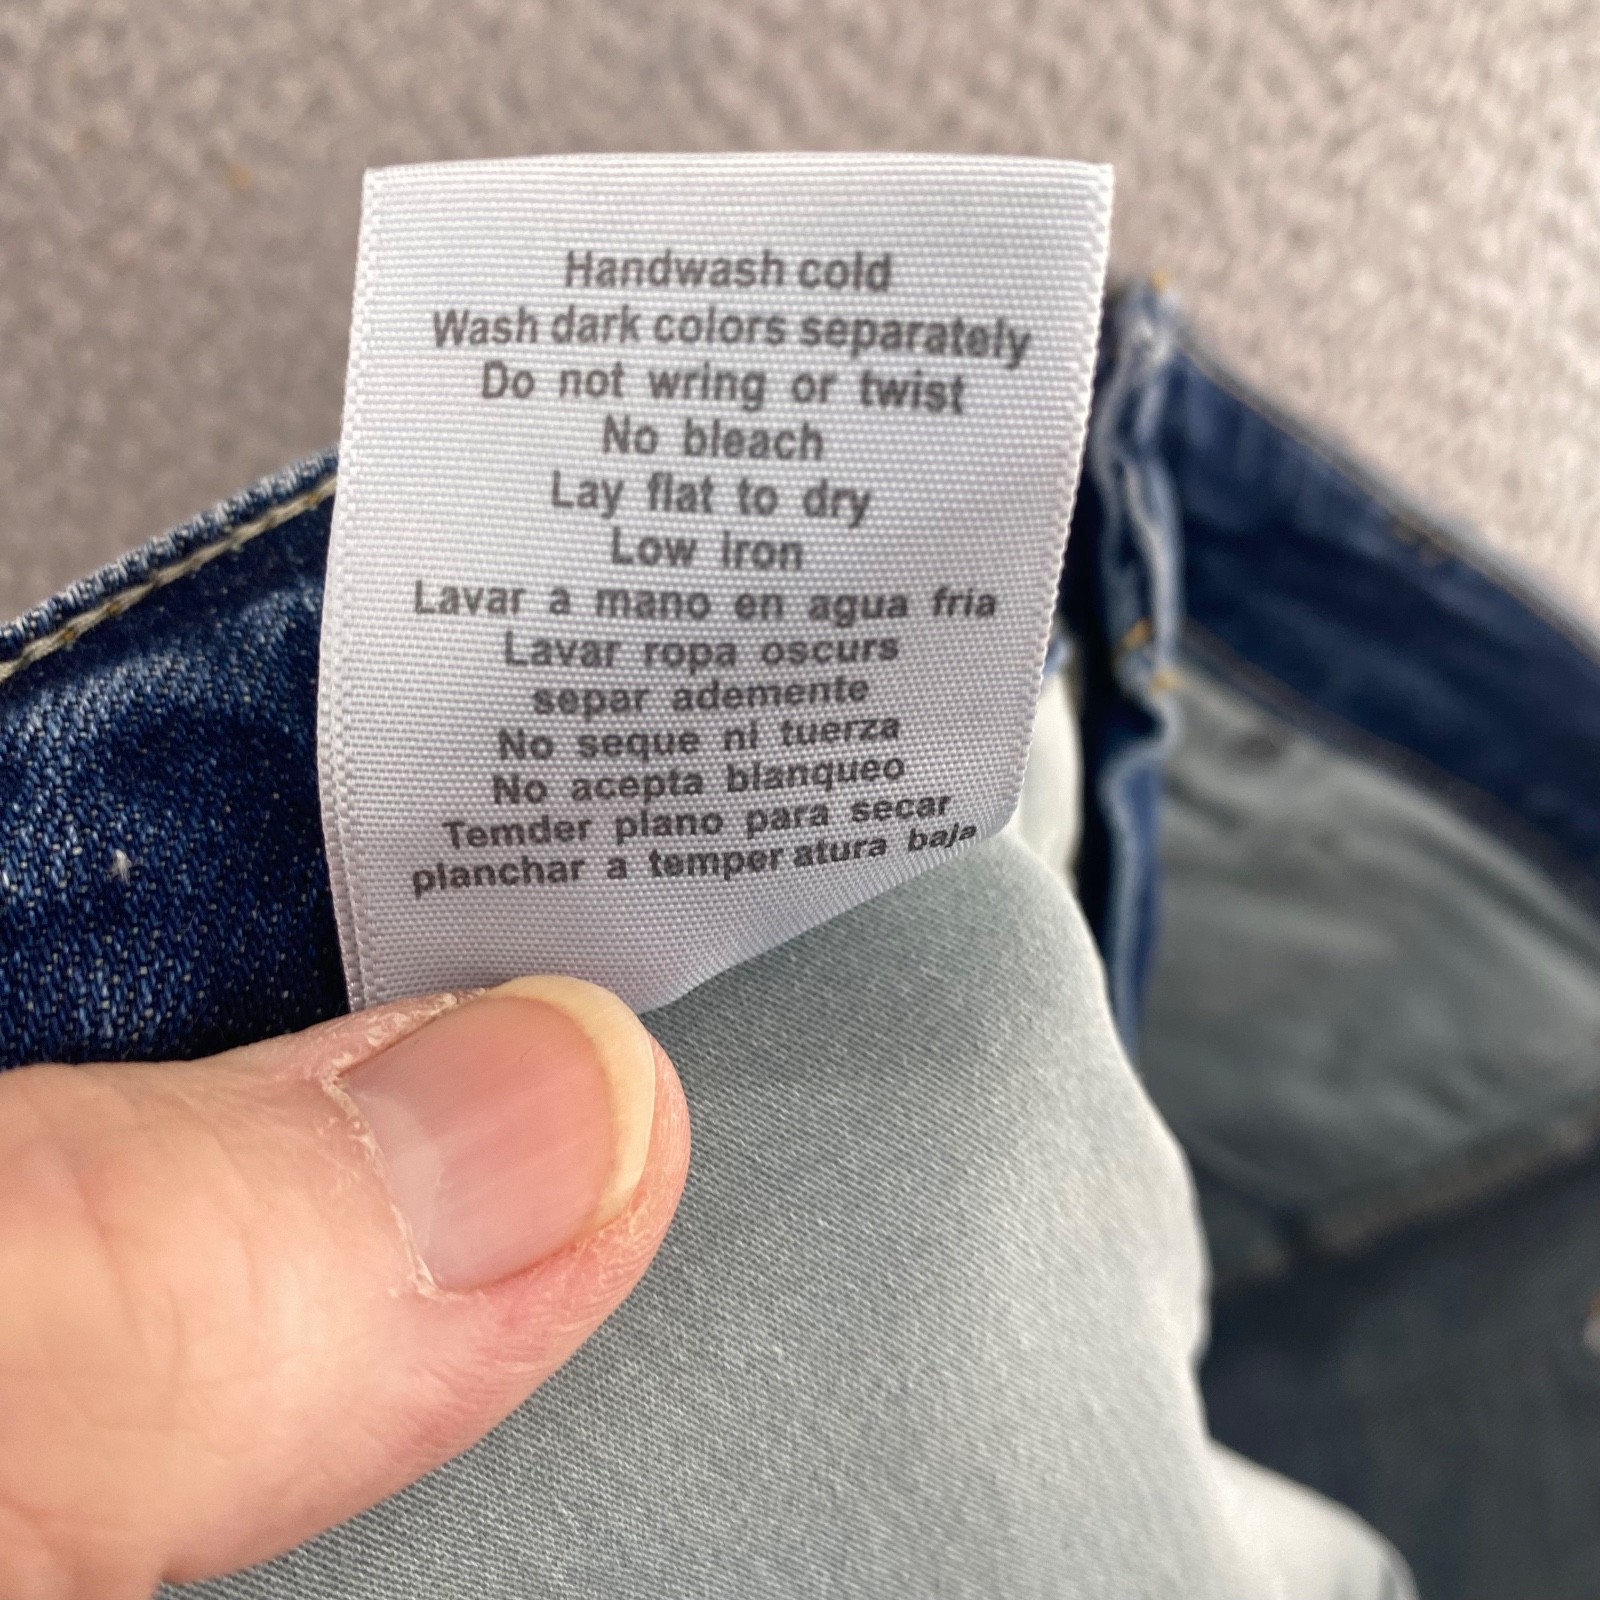 Handwash cold
Wash dark colors separately
Do not wring or twist
No bleach
Lay flat to dry
Low iron
Lavar a mano en agua fria
Lavar ropa oscurs
separ ademente
No seque ni tuerza
No acepta blanqueo
Temder plano para secar
planchar a temper atura baja